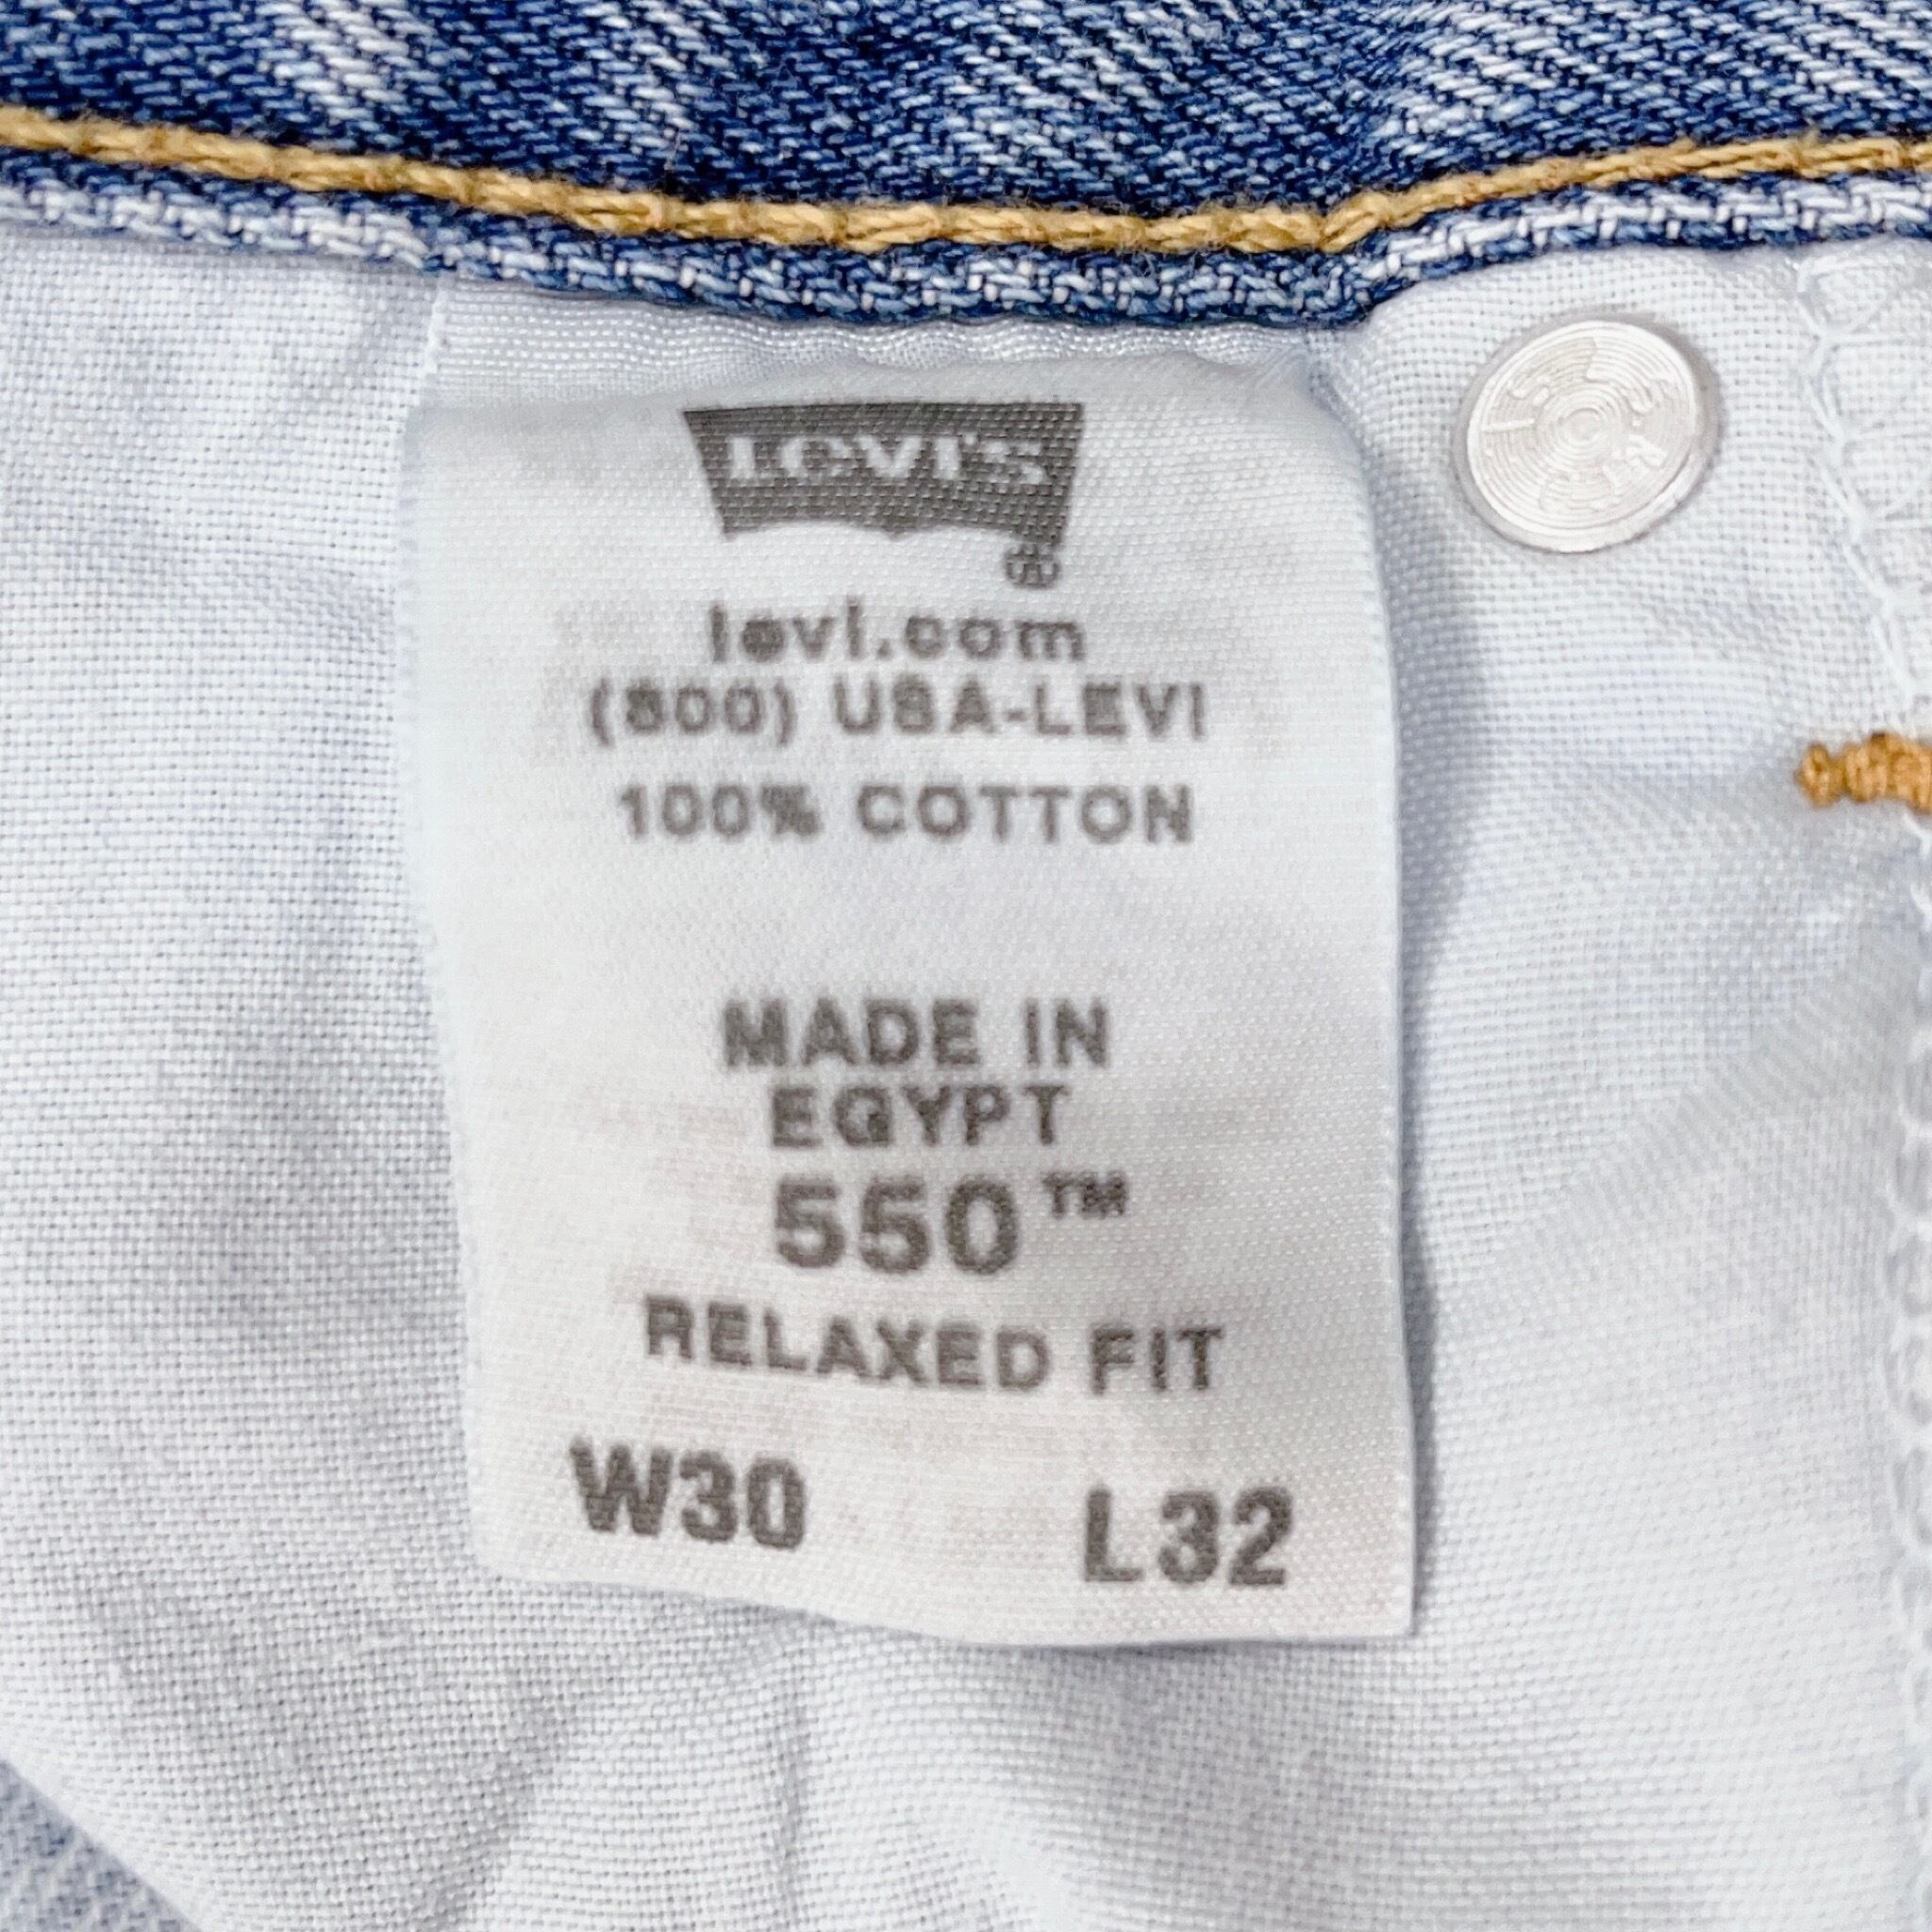 LEVI'S
®
levi.com
(800) USA-LEVI
100% COTTON
MADE IN
EGYPT
550™
RELAXED FIT
W30 L32